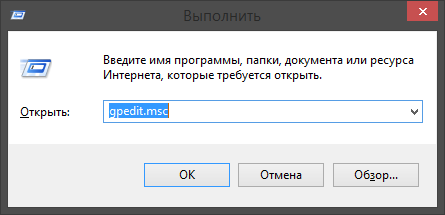 Выполнить
Введите имя программы, папки, документа или ресурса
Интернета, которые требуется открыть.
Открыть: gpedit.msc
ОК Отмена Обзор...